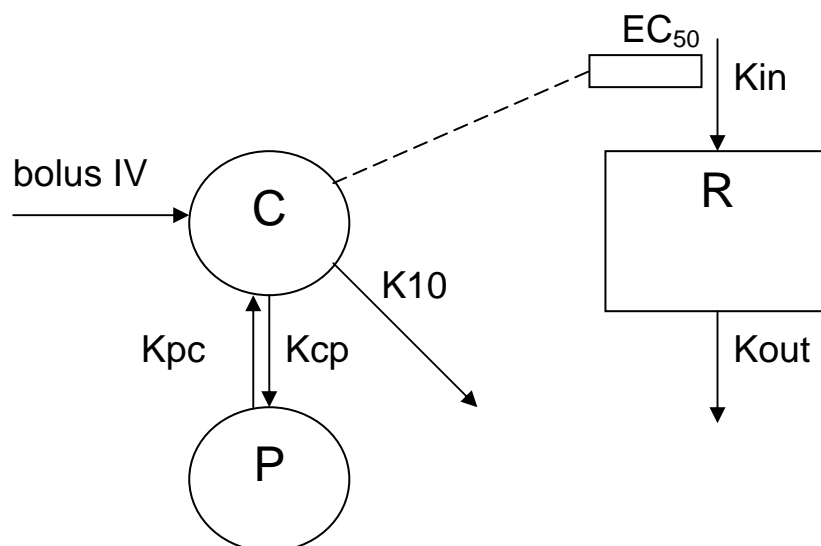 EC₅₀
Kin
bolus IV
C
R
K10
Kpc
Kcp
Kout
P